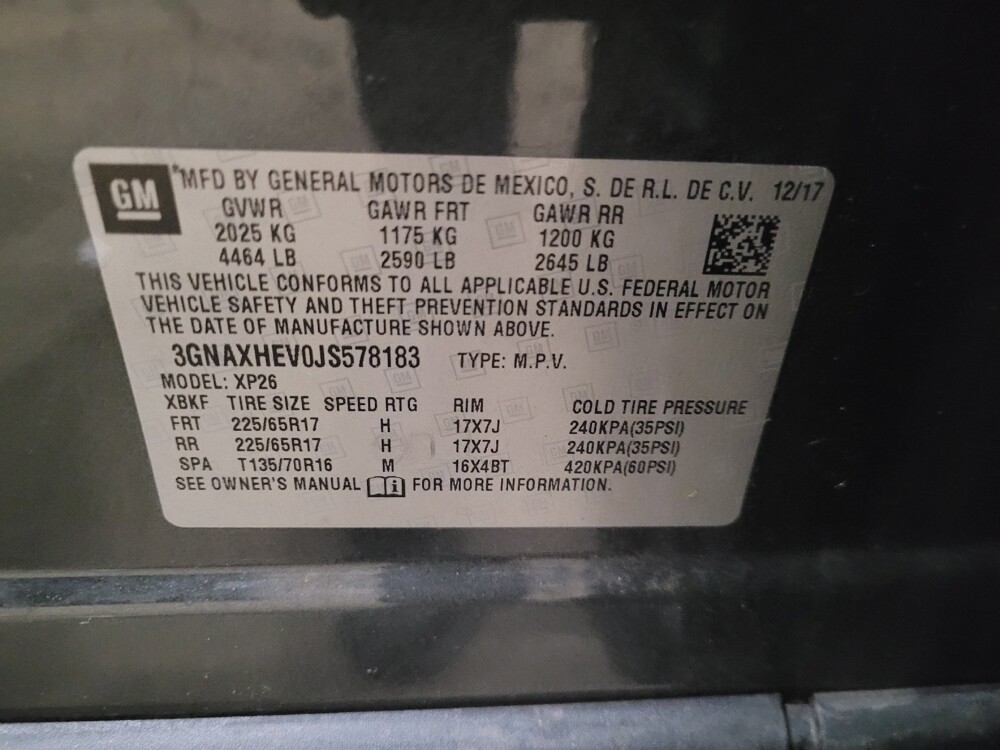 GM
*MFD BY GENERAL MOTORS DE MEXICO, S. DE R.L. DE C.V. 12/17
GVWR GAWR FRT GAWR RR
2025 KG 1175 KG 1200 KG
4464 LB 2590 LB 2645 LB
THIS VEHICLE CONFORMS TO ALL APPLICABLE U.S. FEDERAL MOTOR
VEHICLE SAFETY AND THEFT PREVENTION STANDARDS IN EFFECT ON
THE DATE OF MANUFACTURE SHOWN ABOVE.
3GNAXHEV0JS578183 TYPE: M.P.V.
MODEL: XP26
XBKF TIRE SIZE SPEED RTG RIM COLD TIRE PRESSURE
FRT 225/65R17 H 17X7J 240KPA(35PSI)
RR 225/65R17 H 17X7J 240KPA(35PSI)
SPA T135/70R16 M 16X4BT 420KPA(60PSI)
SEE OWNER'S MANUAL i FOR MORE INFORMATION.